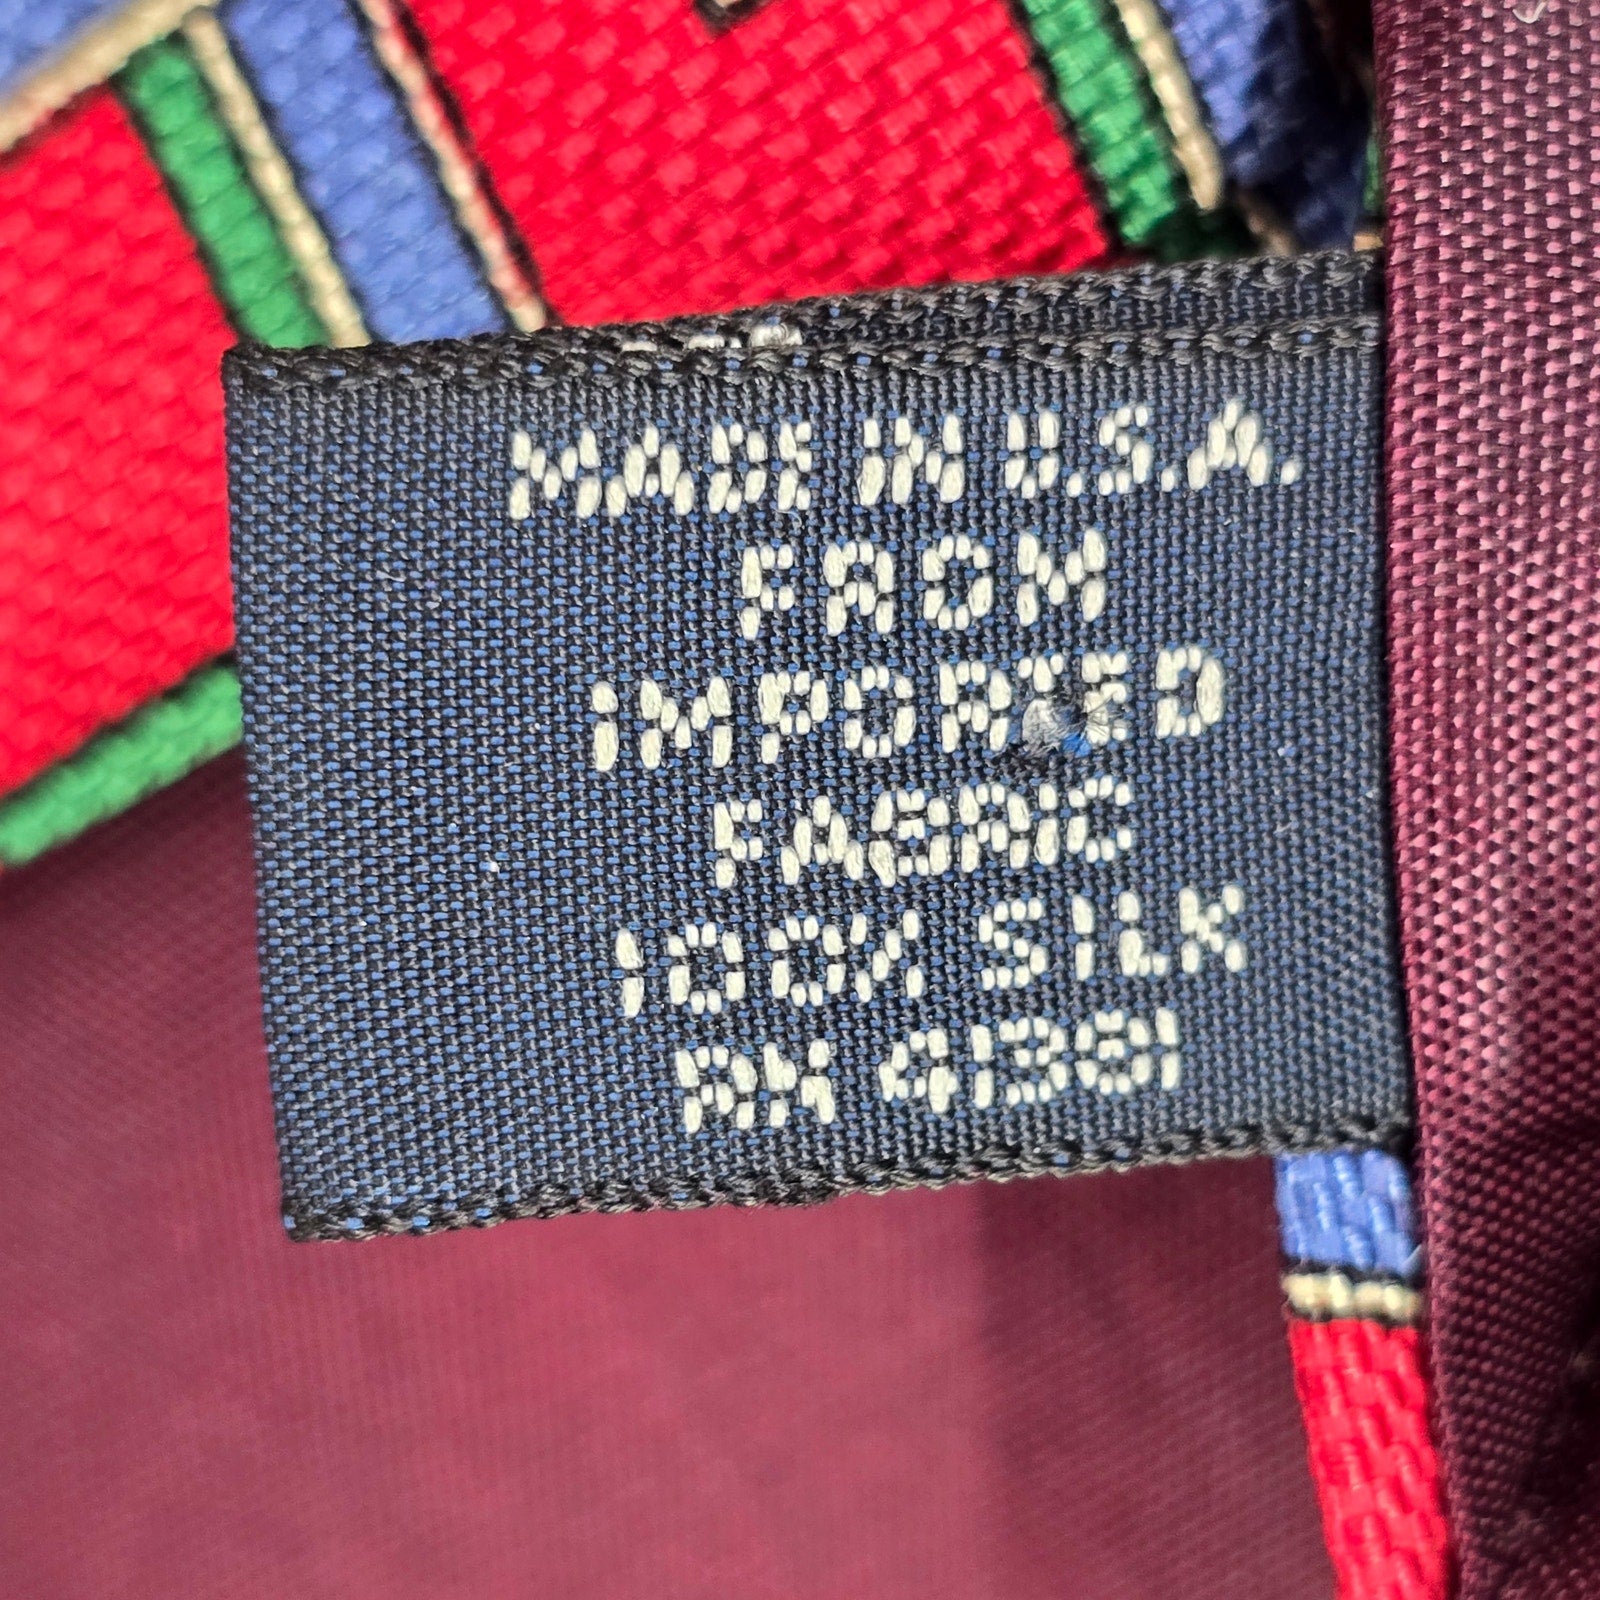 MADE IN U.S.A.
FROM
IMPORTED
FABRIC
100% SILK
RN 41381